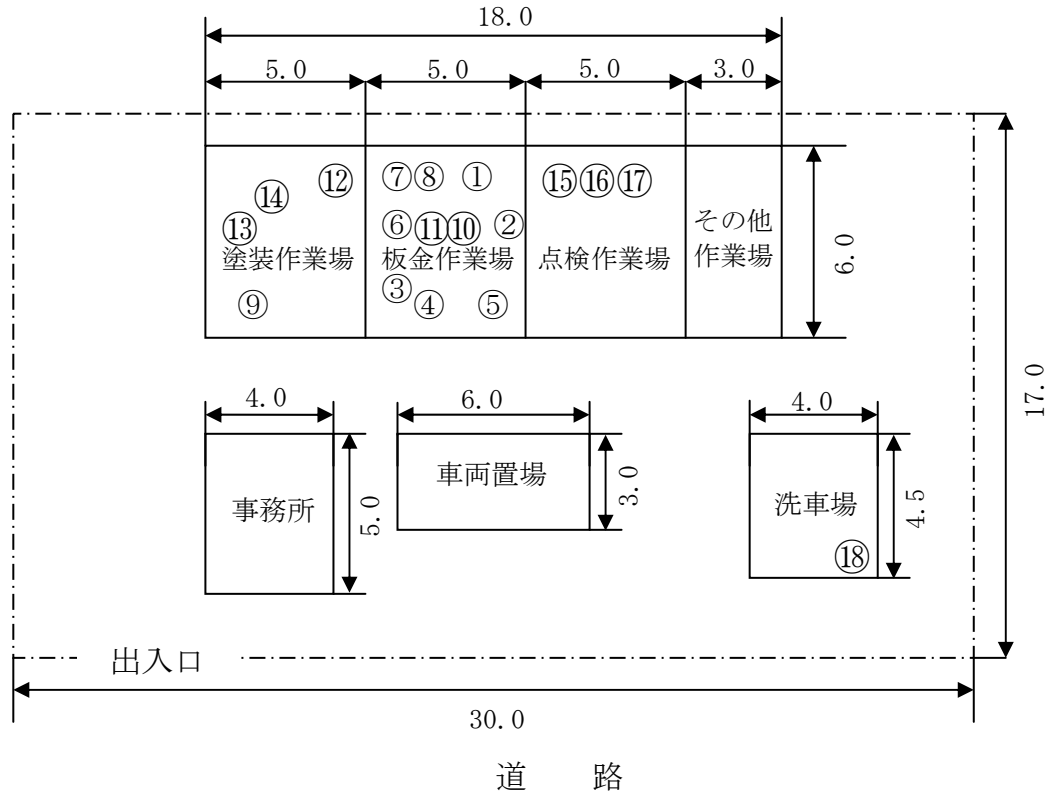 18.0
5.0 5.0 5.0 3.0
⑦⑧ ① ⑮⑯⑰ ⑫
⑭
⑬ ⑥ ⑪⑩ ② その他
塗装作業場 板金作業場 点検作業場 作業場
6.0
⑨ ③ ④ ⑤
17.0
4.0 6.0 4.0
事務所 車両置場 洗車場
5.0 3.0 4.5
⑱
出入口
30.0
道 路